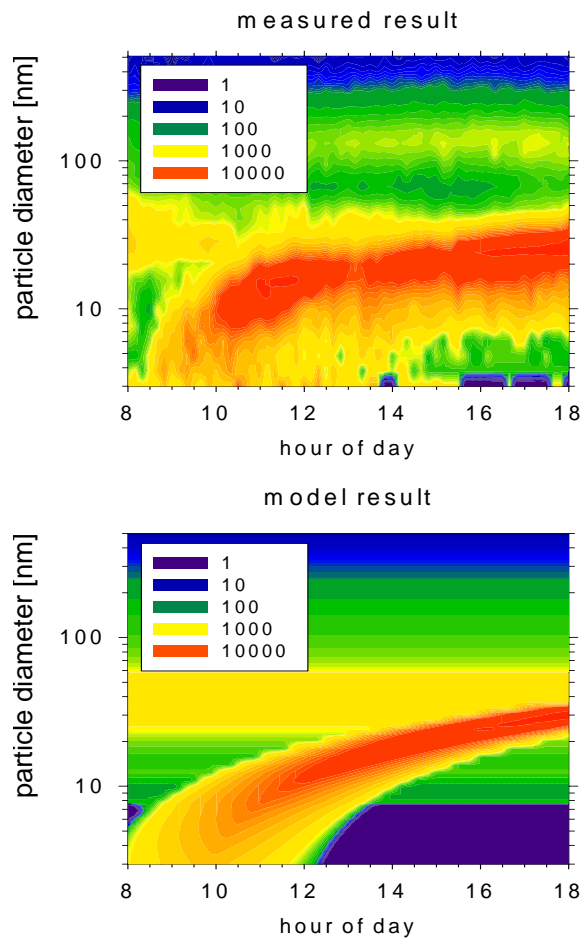 measured result
particle diameter [nm]
100
10
1
10
100
1000
10000
8 10 12 14 16 18
hour of day
model result
particle diameter [nm]
100
10
1
10
100
1000
10000
8 10 12 14 16 18
hour of day